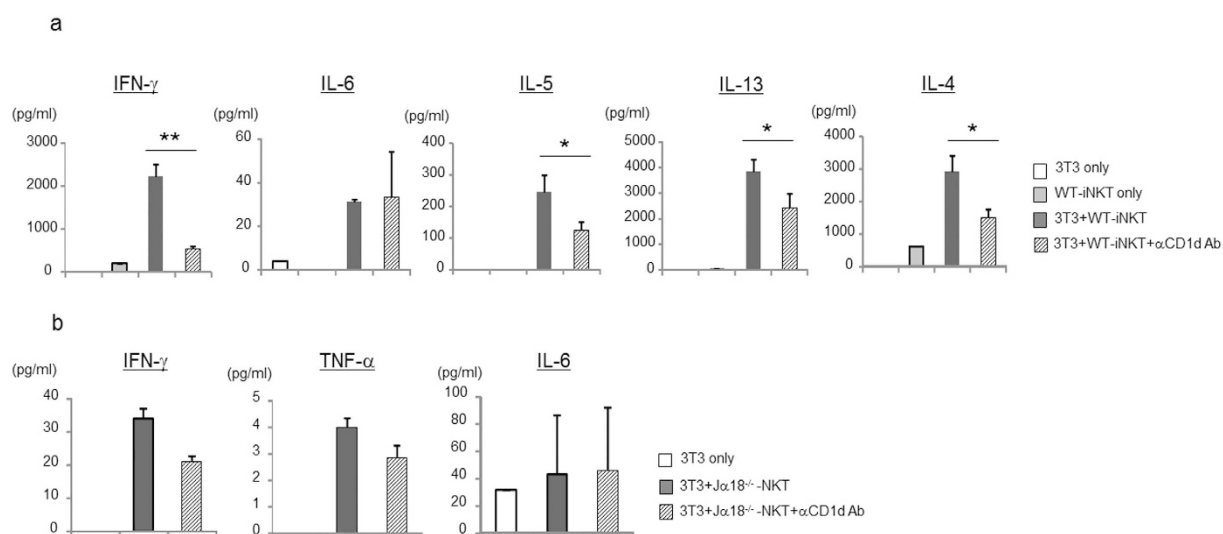 a
IFN-γ
IL-6
IL-5
IL-13
IL-4
(pg/ml)
(pg/ml)
(pg/ml)
(pg/ml)
(pg/ml)
3000
2000
1000
0
**
60
40
20
0
400
300
200
100
0
*
5000
4000
3000
2000
1000
0
*
4000
3000
2000
1000
0
*
3T3 only
WT-iNKT only
3T3+WT-iNKT
3T3+WT-iNKT+αCD1d Ab
b
IFN-γ
TNF-α
IL-6
(pg/ml)
(pg/ml)
(pg/ml)
40
30
20
10
0
5
4
3
2
1
0
100
80
60
40
20
0
3T3 only
3T3+Jα18-/- -NKT
3T3+Jα18-/- -NKT+αCD1d Ab